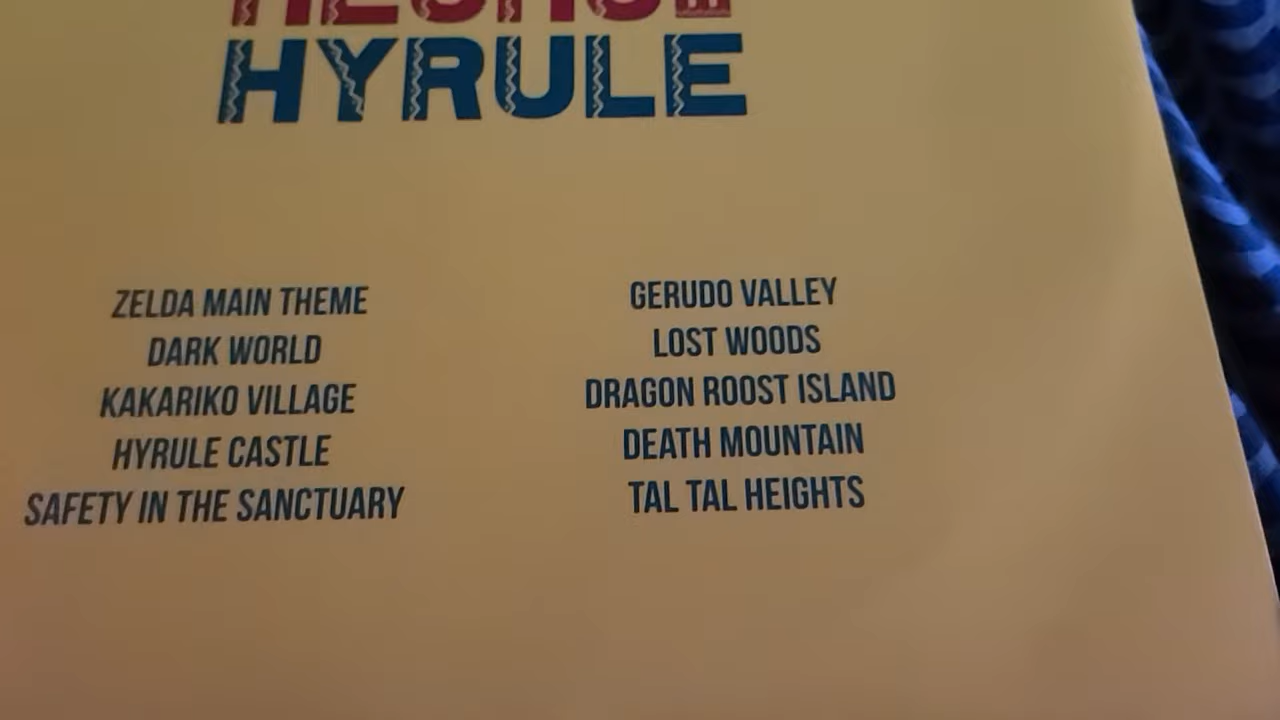 HYRULE
ZELDA MAIN THEME
DARK WORLD
KAKARIKO VILLAGE
HYRULE CASTLE
SAFETY IN THE SANCTUARY
GERUDO VALLEY
LOST WOODS
DRAGON ROOST ISLAND
DEATH MOUNTAIN
TAL TAL HEIGHTS